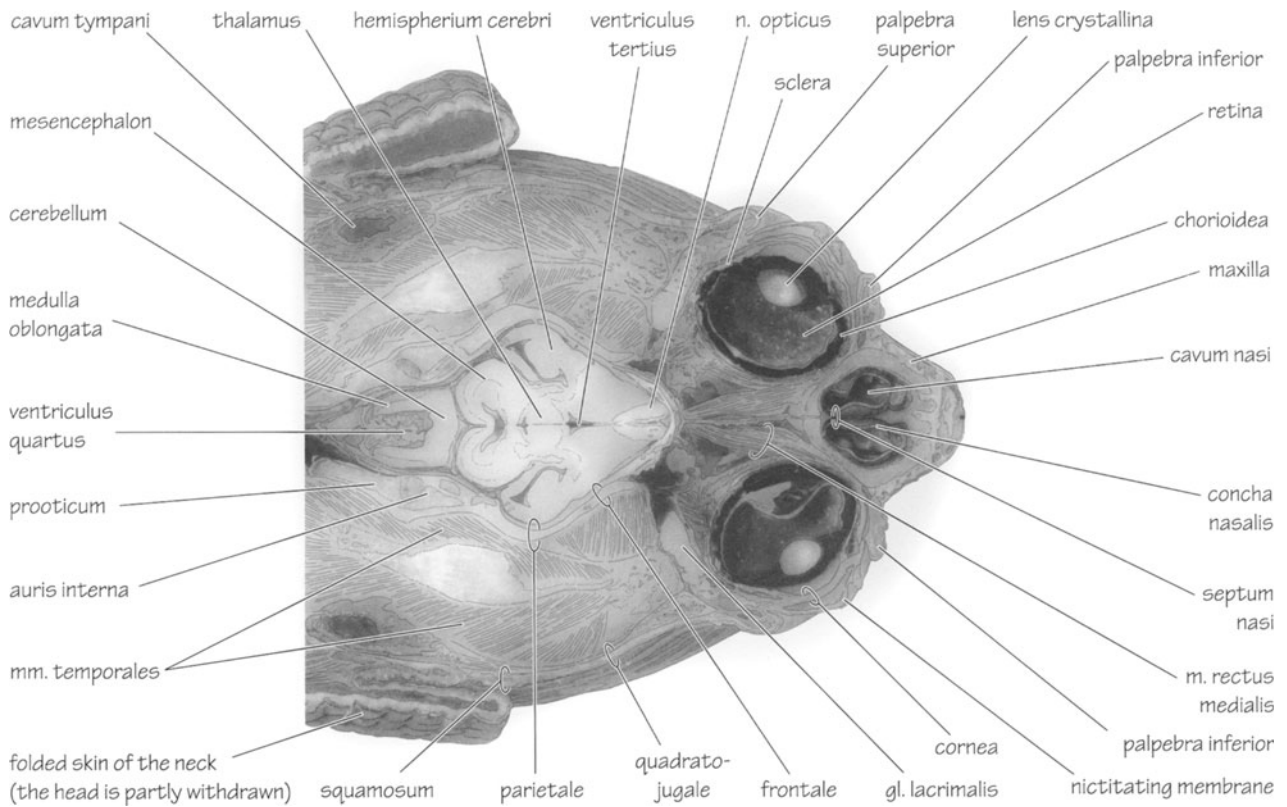 cavum tympani
thalamus
hemispherium cerebri
ventriculus
tertius
n. opticus
palpebra
superior
lens crystallina
sclera
palpebra inferior
retina
mesencephalon
cerebellum
chorioidea
maxilla
medulla
oblongata
cavum nasi
ventriculus
quartus
prooticum
concha
nasalis
auris interna
septum
nasi
mm. temporales
m. rectus
medialis
folded skin of the neck
(the head is partly withdrawn)
squamosum
parietale
quadrato-
jugale
frontale
gl. lacrimalis
cornea
palpebra inferior
nictitating membrane